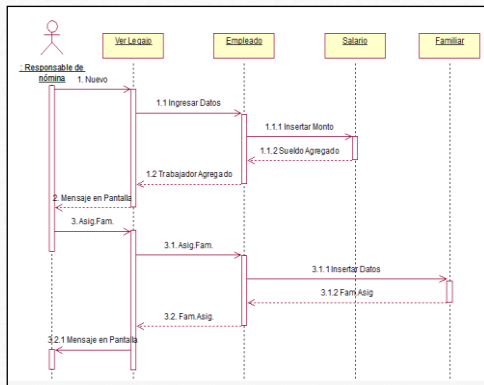 Ver Legajo
Empleado
Salario
Familiar
: Responsable de
nómina
1. Nuevo
1.1 Ingresar Datos
1.1.1 Insertar Monto
1.1.2 Sueldo Agregado
1.2 Trabajador Agregado
2. Mensaje en Pantalla
3. Asig.Fam.
3.1. Asig.Fam.
3.1.1 Insertar Datos
3.1.2 Fam.Asig
3.2. Fam.Asig.
3.2.1 Mensaje en Pantalla